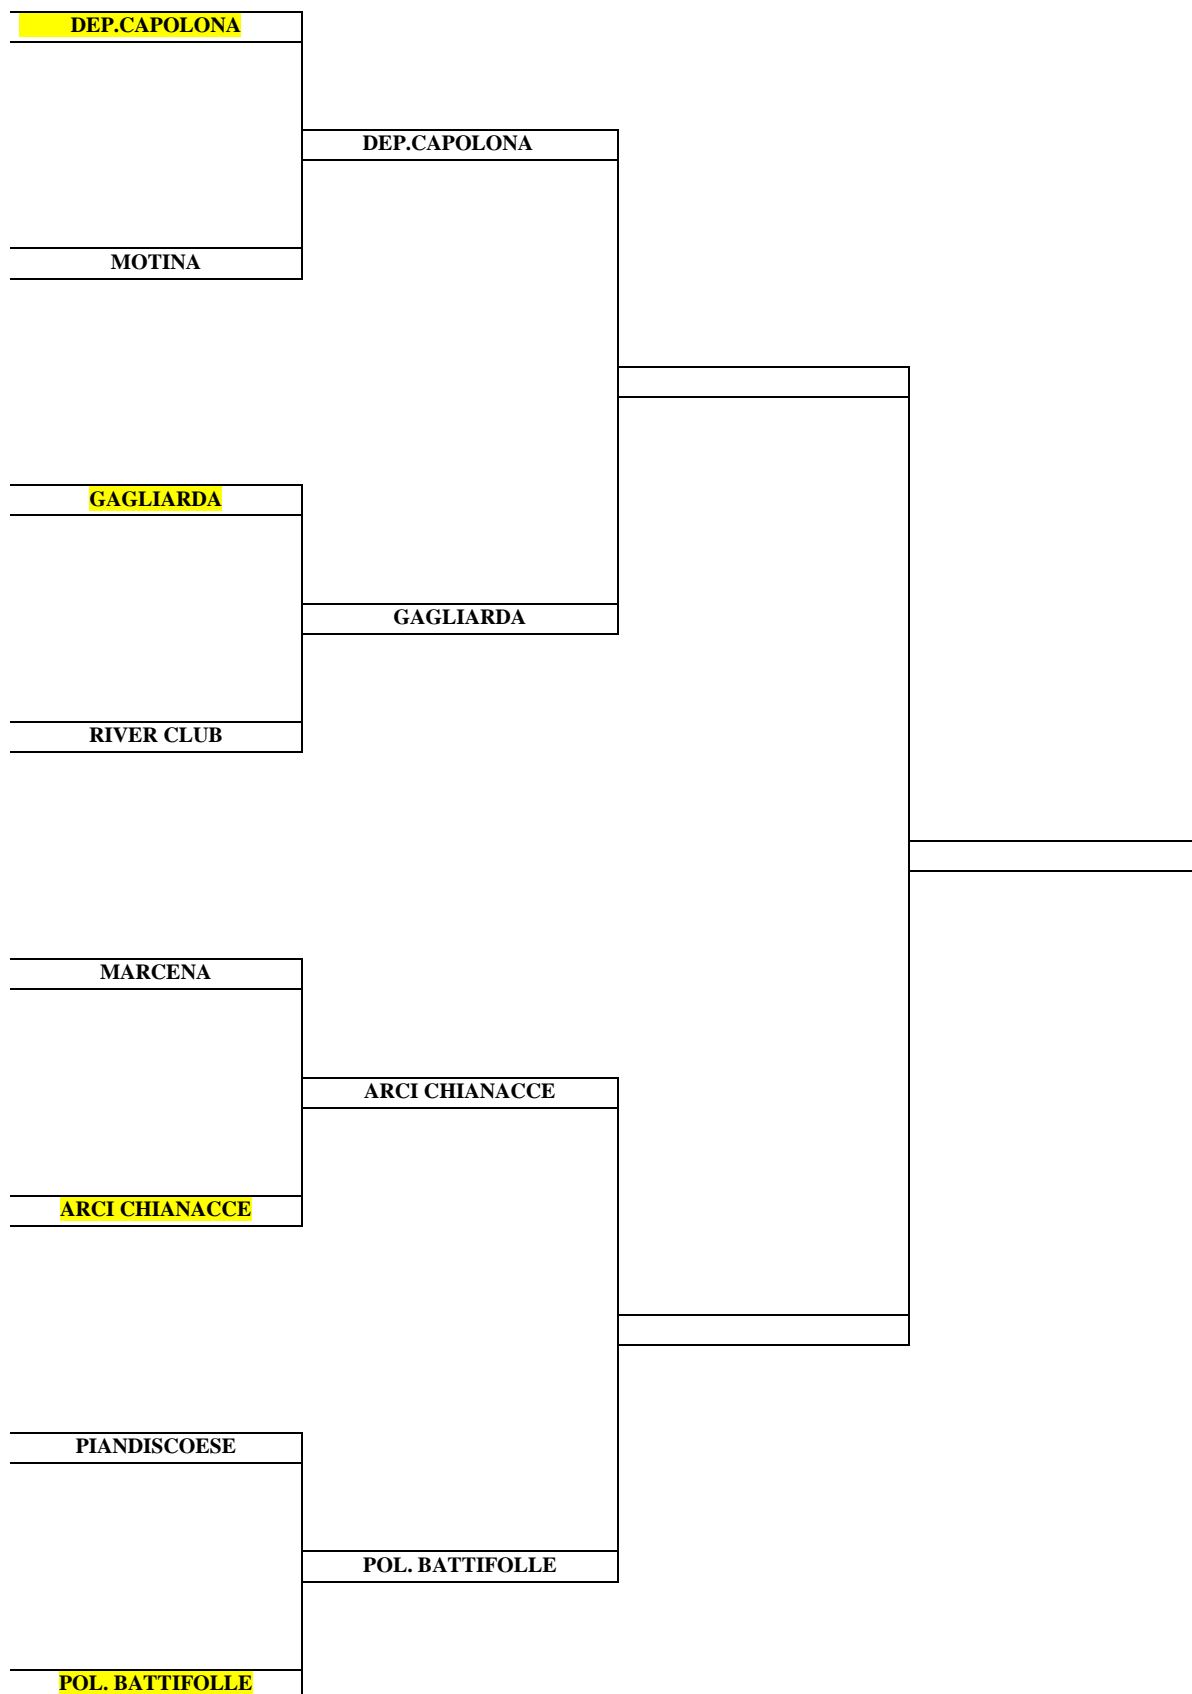 DEP.CAPOLONA
DEP.CAPOLONA
MOTINA
GAGLIARDA
GAGLIARDA
RIVER CLUB
MARCENA
ARCI CHIANACCE
ARCI CHIANACCE
PIANDISCOESE
POL. BATTIFOLLE
POL. BATTIFOLLE